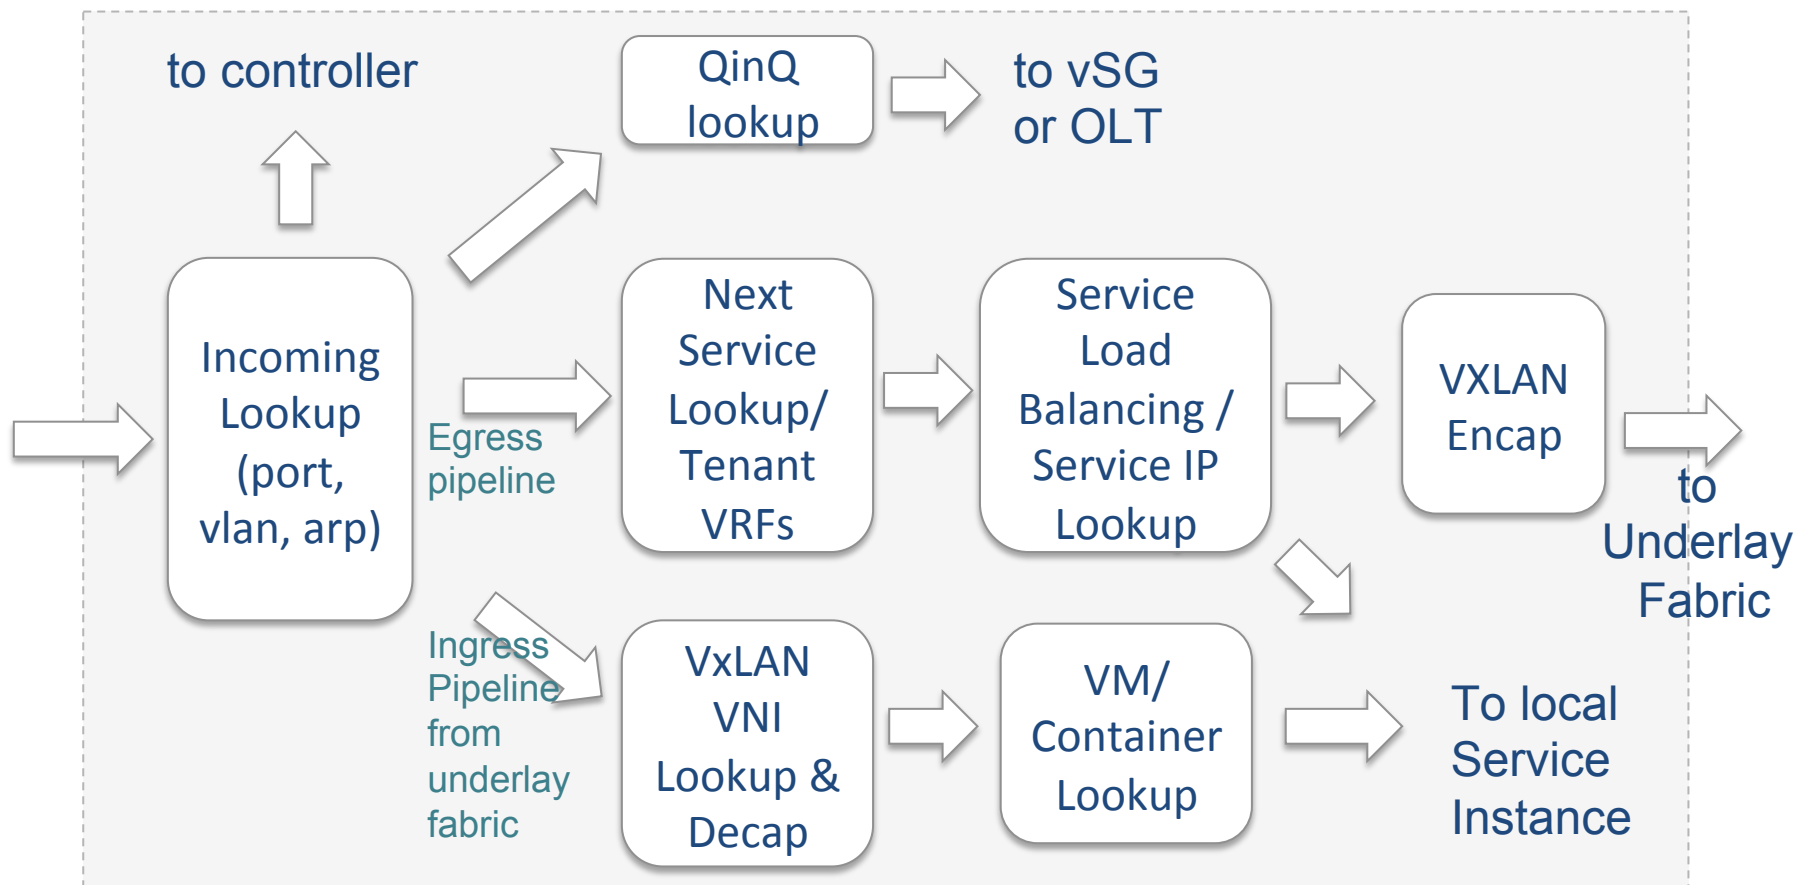 to controller
QinQ
lookup
to vSG
or OLT
Incoming
Lookup
(port,
vlan, arp)
Egress
pipeline
Next
Service
Lookup/
Tenant
VRFs
Service
Load
Balancing /
Service IP
Lookup
VXLAN
Encap
to
Underlay
Fabric
Ingress
Pipeline
from
underlay
fabric
VxLAN
VNI
Lookup &
Decap
VM/
Container
Lookup
To local
Service
Instance